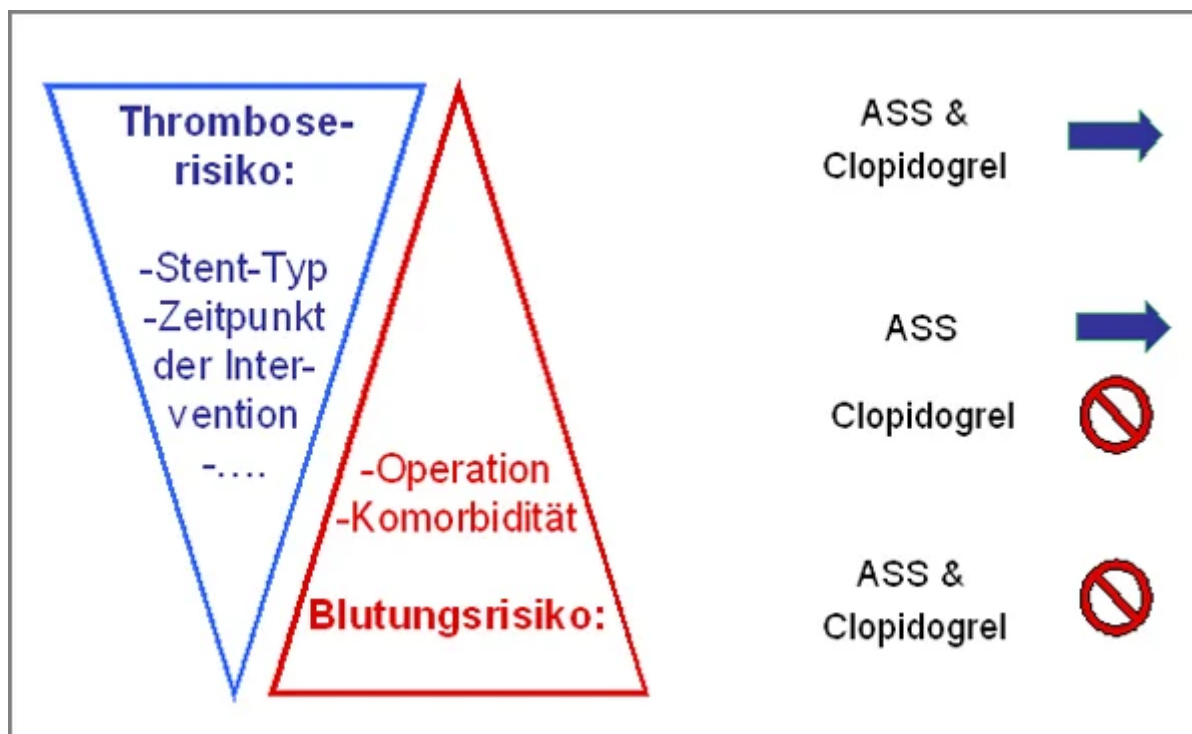 Thrombose-
risiko:
-Stent-Typ
-Zeitpunkt
der Inter-
vention
-....
-Operation
-Komorbidität
Blutungsrisiko:
ASS &
Clopidogrel
ASS
Clopidogrel
ASS &
Clopidogrel